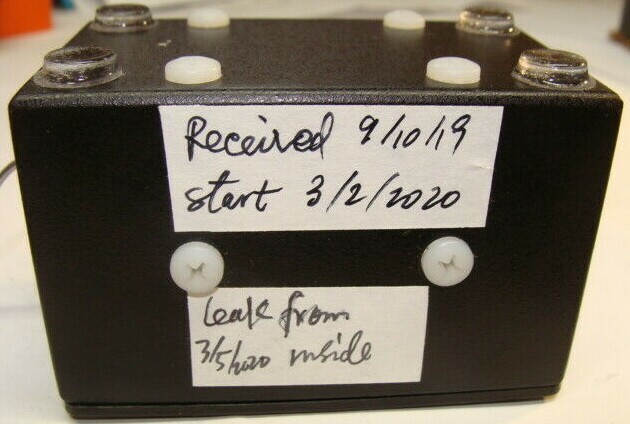 Received 9/10/19
start 3/2/2020
Leak from
3/5/2020 inside